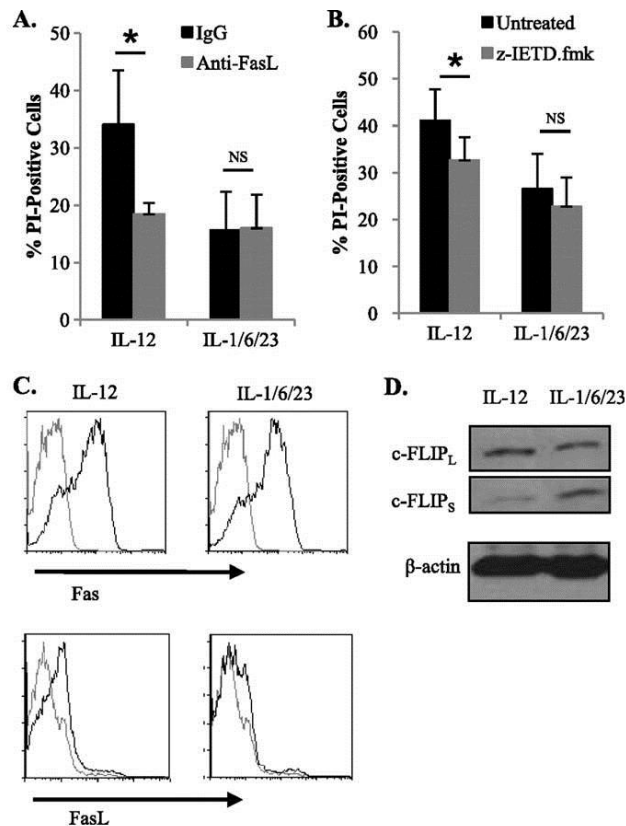 A.
IgG
Anti-FasL
*
NS
% PI-Positive Cells
50
40
30
20
10
0
IL-12 IL-1/6/23
B.
Untreated
z-IETD.fmk
*
NS
% PI-Positive Cells
60
50
40
30
20
10
0
IL-12 IL-1/6/23
C.
IL-12 IL-1/6/23
Fas
FasL
D.
IL-12 IL-1/6/23
c-FLIPL
c-FLIPS
β-actin